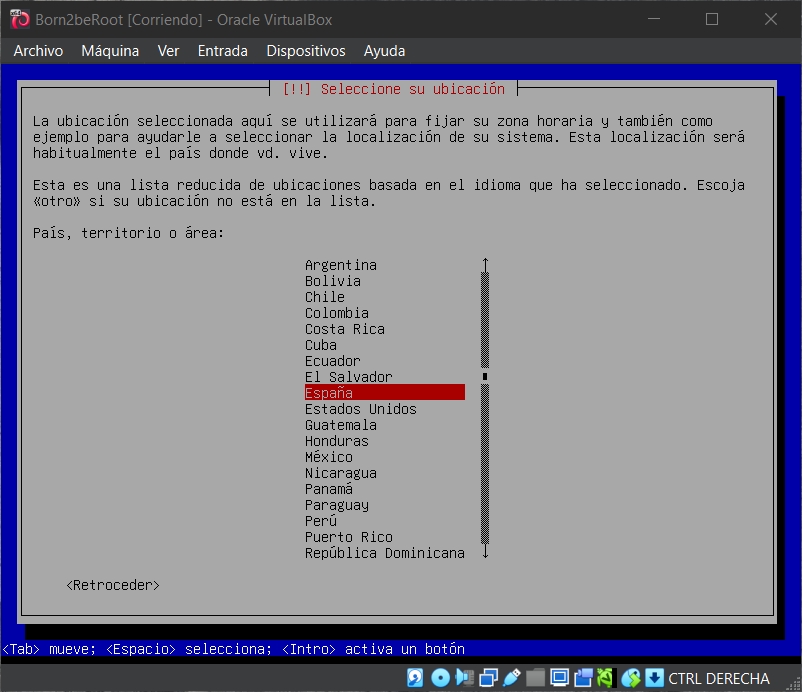 Born2beRoot [Corriendo] - Oracle VirtualBox
Archivo Máquina Ver Entrada Dispositivos Ayuda
[!!] Seleccione su ubicación
La ubicación seleccionada aquí se utilizará para fijar su zona horaria y también como
ejemplo para ayudarle a seleccionar la localización de su sistema. Esta localización será
habitualmente el país donde vd. vive.
Esta es una lista reducida de ubicaciones basada en el idioma que ha seleccionado. Escoja
«otro» si su ubicación no está en la lista.
País, territorio o área:
Argentina
Bolivia
Chile
Colombia
Costa Rica
Cuba
Ecuador
El Salvador
España
Estados Unidos
Guatemala
Honduras
México
Nicaragua
Panamá
Paraguay
Perú
Puerto Rico
República Dominicana
<Retroceder>
<Tab> mueve; <Espacio> selecciona; <Intro> activa un botón
CTRL DERECHA